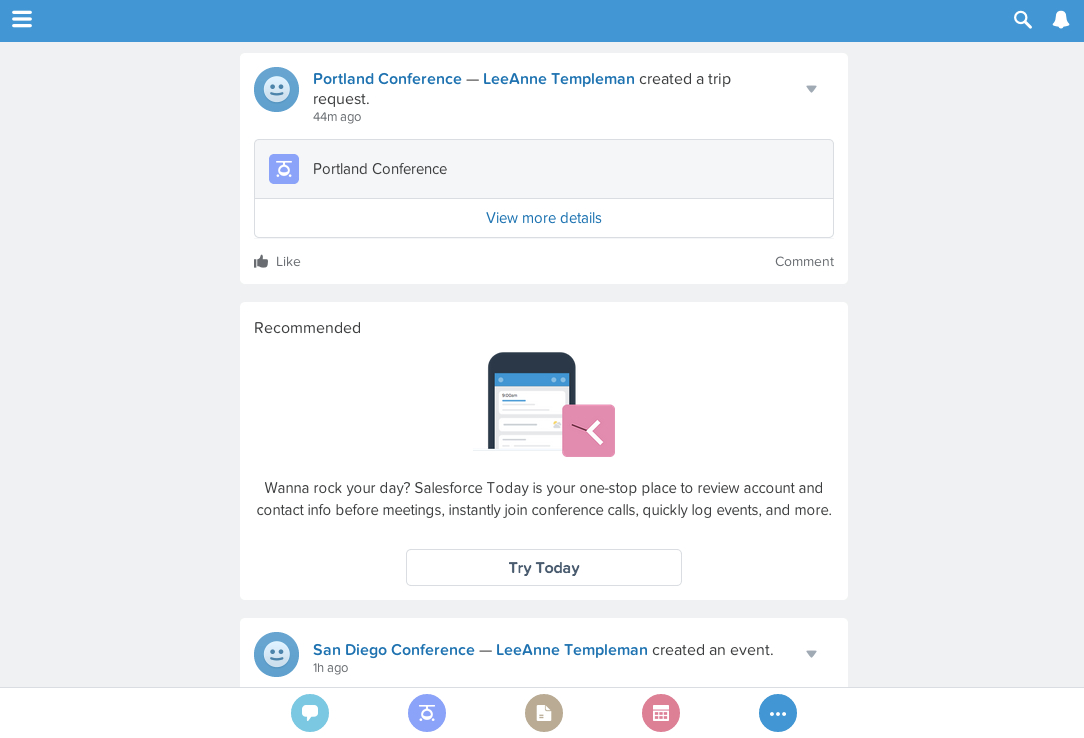 Portland Conference — LeeAnne Templeman created a trip
request.
44m ago
Portland Conference
View more details
Like
Comment
Recommended
9:00am
Wanna rock your day? Salesforce Today is your one-stop place to review account and
contact info before meetings, instantly join conference calls, quickly log events, and more.
Try Today
San Diego Conference — LeeAnne Templeman created an event.
1h ago